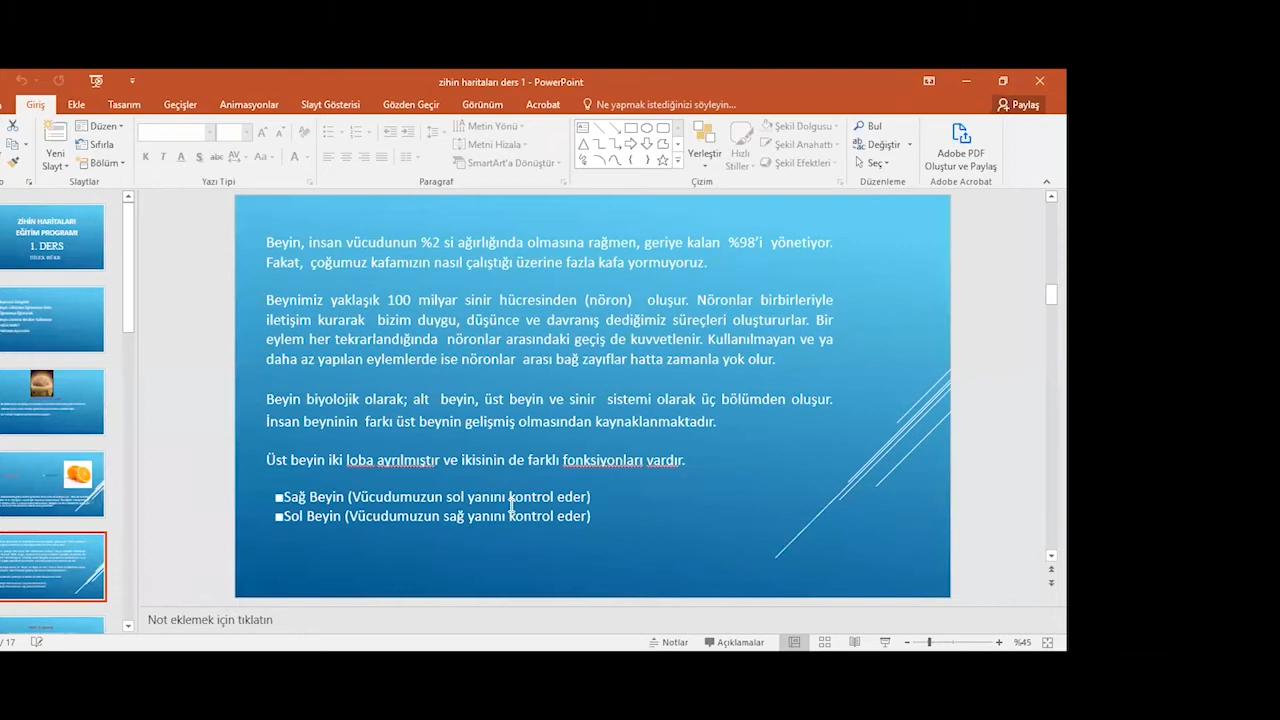 zihin haritaları ders 1 - PowerPoint
Giriş Ekle Tasarım Geçişler Animasyonlar Slayt Gösterisi Gözden Geçir Görünüm Acrobat Ne yapmak istediğinizi söyleyin... Paylaş
Yeni Slayt
Düzen
Sıfırla
Bölüm
Slaytlar
K T A S abc AV Aa A
Yazı Tipi
Metin Yönü
Metni Hizala
SmartArt'a Dönüştür
Paragraf
Yerleştir
Hızlı Stiller
Şekil Dolgusu
Şekil Anahattı
Şekil Efektleri
Çizim
Bul
Değiştir
Seç
Düzenleme
Adobe PDF
Oluştur ve Paylaş
Adobe Acrobat
ZİHİN HARİTALARI
EĞİTİM PROGRAMI
1. DERS
Beyin, insan vücudunun %2 si ağırlığında olmasına rağmen, geriye kalan %98'i yönetiyor.
Fakat, çoğumuz kafamızın nasıl çalıştığı üzerine fazla kafa yormuyoruz.
Beynimiz yaklaşık 100 milyar sinir hücresinden (nöron) oluşur. Nöronlar birbirleriyle
iletişim kurarak bizim duygu, düşünce ve davranış dediğimiz süreçleri oluştururlar. Bir
eylem her tekrarlandığında nöronlar arasındaki geçiş de kuvvetlenir. Kullanılmayan ve ya
daha az yapılan eylemlerde ise nöronlar arası bağ zayıflar hatta zamanla yok olur.
Beyin biyolojik olarak; alt beyin, üst beyin ve sinir sistemi olarak üç bölümden oluşur.
İnsan beyninin farkı üst beynin gelişmiş olmasından kaynaklanmaktadır.
Üst beyin iki loba ayrılmıştır ve ikisinin de farklı fonksiyonları vardır.
■Sağ Beyin (Vücudumuzun sol yanını kontrol eder)
■Sol Beyin (Vücudumuzun sağ yanını kontrol eder)
Not eklemek için tıklatın
/ 17 Notlar Açıklamalar %45